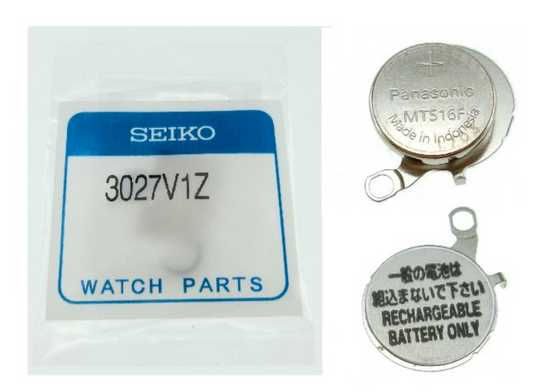 SEIKO
3027V1Z
WATCH PARTS
+
Panasonic
MT516F
Made in Indonesia
一般の電池は
組込まないで下さい
RECHARGEABLE
BATTERY ONLY